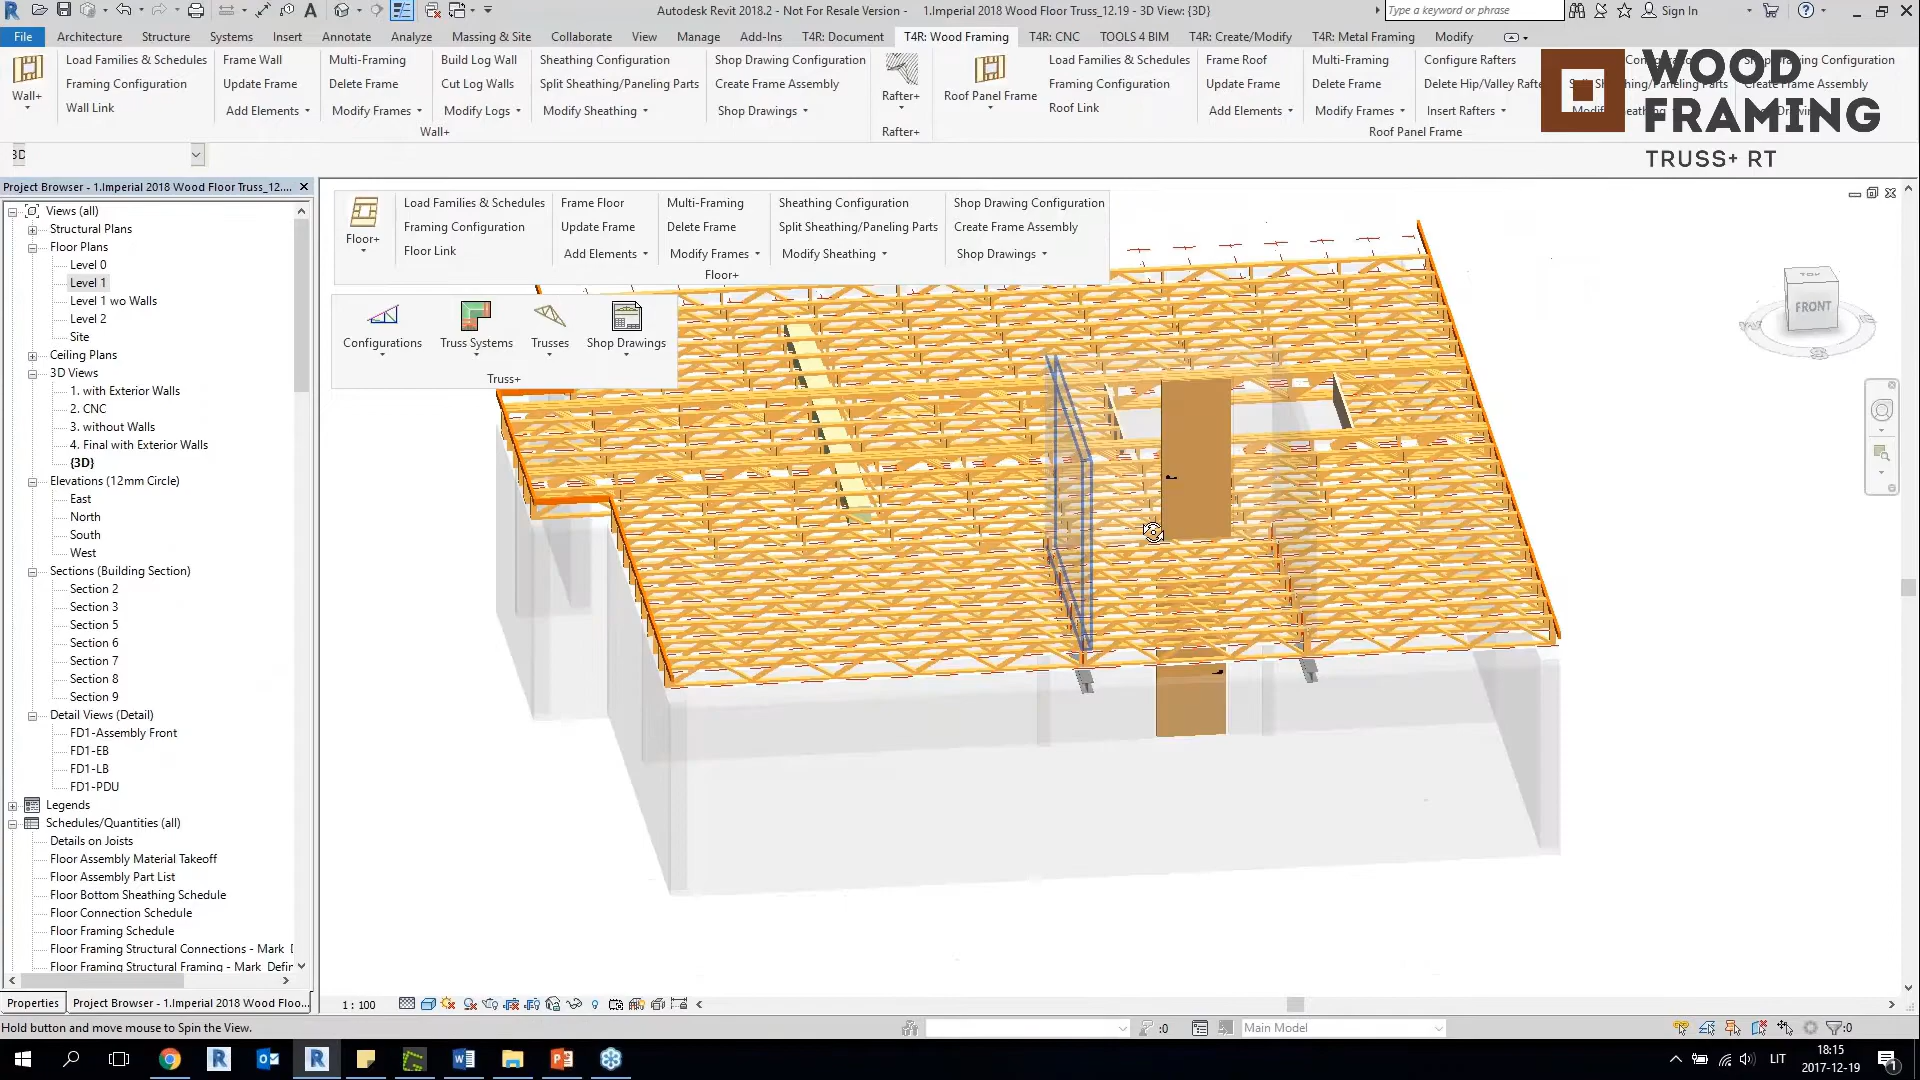 Autodesk Revit 2018.2 - Not For Resale Version - 1.Imperial 2018 Wood Floor Truss_12.19 - 3D View: {3D}
Type a keyword or phrase
Sign In
File Architecture Structure Systems Insert Annotate Analyze Massing & Site Collaborate View Manage Add-Ins T4R: Document T4R: Wood Framing T4R: CNC TOOLS 4 BIM T4R: Create/Modify T4R: Metal Framing Modify
Wall+
Load Families & Schedules
Framing Configuration
Wall Link
Frame Wall
Update Frame
Add Elements
Multi-Framing
Delete Frame
Modify Frames
Build Log Wall
Cut Log Walls
Modify Logs
Sheathing Configuration
Split Sheathing/Paneling Parts
Modify Sheathing
Shop Drawing Configuration
Create Frame Assembly
Shop Drawings
Wall+
Rafter+
Rafter+
Roof Panel Frame
Load Families & Schedules
Framing Configuration
Roof Link
Frame Roof
Update Frame
Add Elements
Multi-Framing
Delete Frame
Modify Frames
Configure Rafters
Delete Hip/Valley Rafte
Insert Rafters
Roof Panel Frame
WOOD
FRAMING
TRUSS+ RT
3D
Project Browser - 1.Imperial 2018 Wood Floor Truss_12....
Views (all)
Structural Plans
Floor Plans
Level 0
Level 1
Level 1 wo Walls
Level 2
Site
Ceiling Plans
3D Views
1. with Exterior Walls
2. CNC
3. without Walls
4. Final with Exterior Walls
{3D}
Elevations (12mm Circle)
East
North
South
West
Sections (Building Section)
Section 2
Section 3
Section 5
Section 6
Section 7
Section 8
Section 9
Detail Views (Detail)
FD1-Assembly Front
FD1-EB
FD1-LB
FD1-PDU
Legends
Schedules/Quantities (all)
Details on Joists
Floor Assembly Material Takeoff
Floor Assembly Part List
Floor Bottom Sheathing Schedule
Floor Connection Schedule
Floor Framing Schedule
Floor Framing Structural Connections - Mark
Floor Framing Structural Framing - Mark Defir
Properties
Project Browser - 1.Imperial 2018 Wood Floo...
Floor+
Load Families & Schedules
Framing Configuration
Floor Link
Frame Floor
Update Frame
Add Elements
Multi-Framing
Delete Frame
Modify Frames
Sheathing Configuration
Split Sheathing/Paneling Parts
Modify Sheathing
Shop Drawing Configuration
Create Frame Assembly
Shop Drawings
Floor+
Configurations
Truss Systems
Trusses
Shop Drawings
Truss+
TOP
FRONT
1 : 100
Hold button and move mouse to Spin the View.
:0
Main Model
:0
LIT
18:15
2017-12-19
1